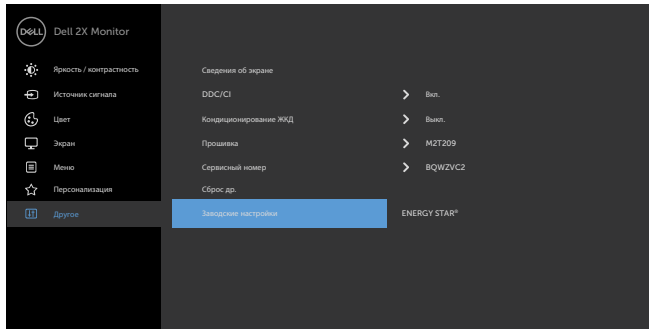 DELL Dell 2X Monitor
Яркость / контрастность
Сведения об экране
Источник сигнала
DDC/CI
Вкл.
Цвет
Кондиционирование ЖКД
Выкл.
Экран
Прошивка
M2T209
Меню
Сервисный номер
BQWZVC2
Персонализация
Сброс др.
Другое
Заводские настройки
ENERGY STAR®